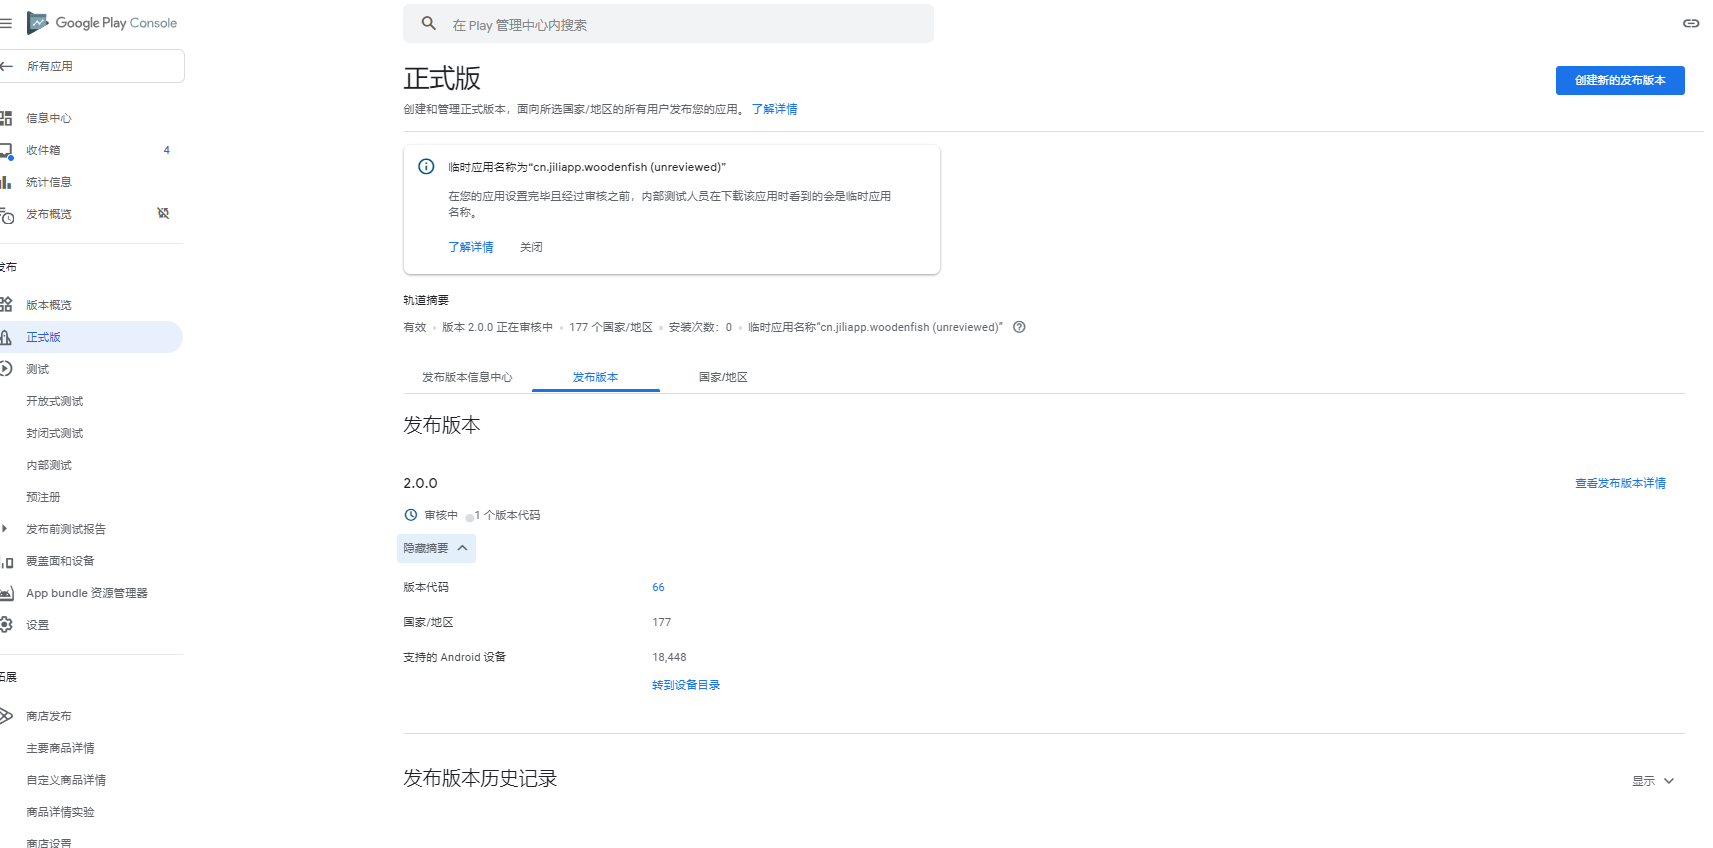 Google Play Console
在 Play 管理中心内搜索
所有应用
正式版
创建新的发布版本
创建和管理正式版本，面向所选国家/地区的所有用户发布您的应用。 了解详情
信息中心
收件箱 4
统计信息
发布概览
临时应用名称为“cn.jiliapp.woodenfish (unreviewed)”
在您的应用设置完毕且经过审核之前，内部测试人员在下载该应用时看到的会是临时应用
名称。
了解详情 关闭
发布
版本概览
正式版
测试
开放式测试
封闭式测试
内部测试
预注册
发布前测试报告
覆盖面和设备
App bundle 资源管理器
设置
拓展
商店发布
主要商品详情
自定义商品详情
商品详情实验
商店设置
轨道摘要
有效 • 版本 2.0.0 正在审核中 • 177 个国家/地区 • 安装次数：0 • 临时应用名称“cn.jiliapp.woodenfish (unreviewed)”
发布版本信息中心 发布版本 国家/地区
发布版本
2.0.0 查看发布版本详情
审核中 1 个版本代码
隐藏摘要
版本代码 66
国家/地区 177
支持的 Android 设备 18,448
转到设备目录
发布版本历史记录 显示